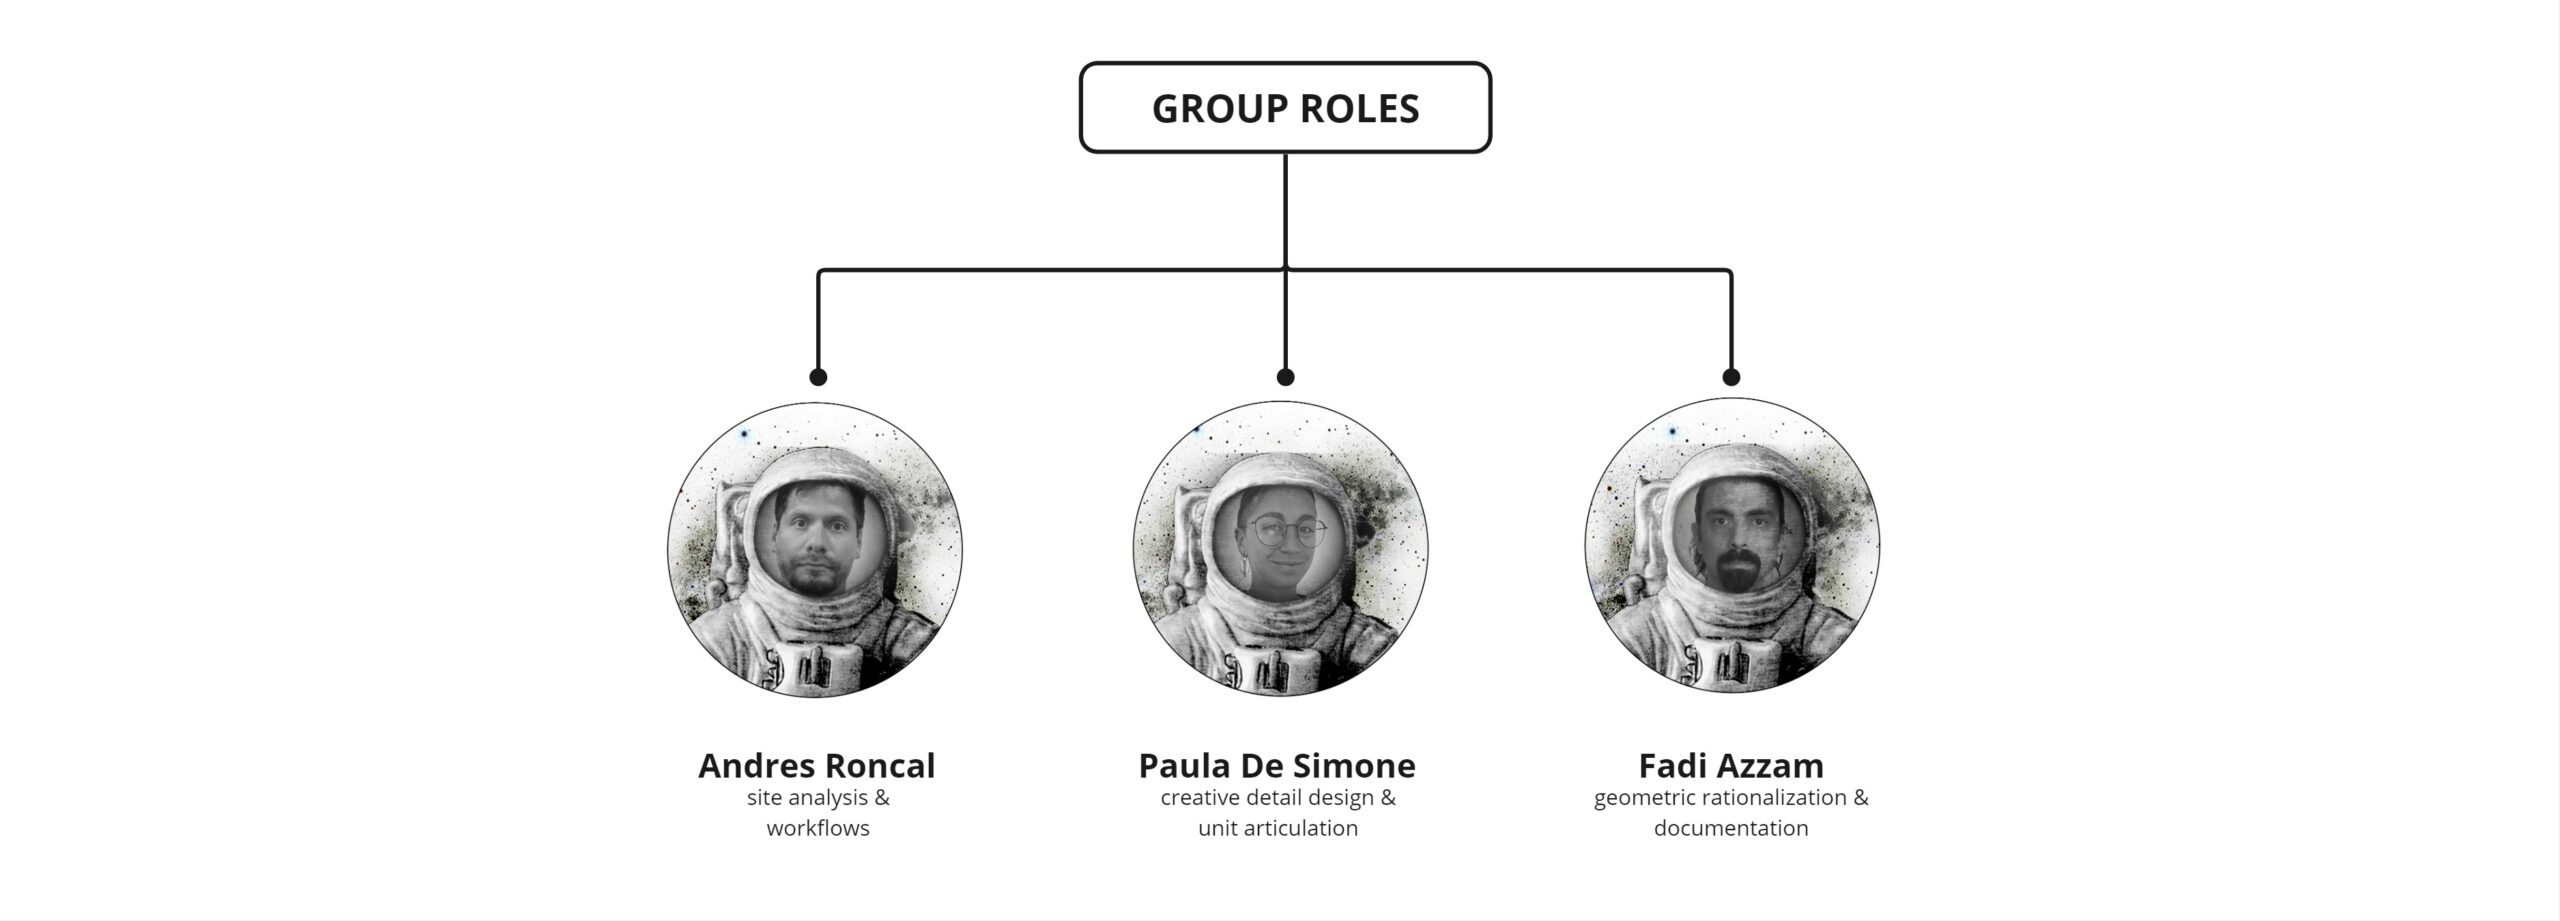 GROUP ROLES
Andres Roncal
site analysis &
workflows
Paula De Simone
creative detail design &
unit articulation
Fadi Azzam
geometric rationalization &
documentation